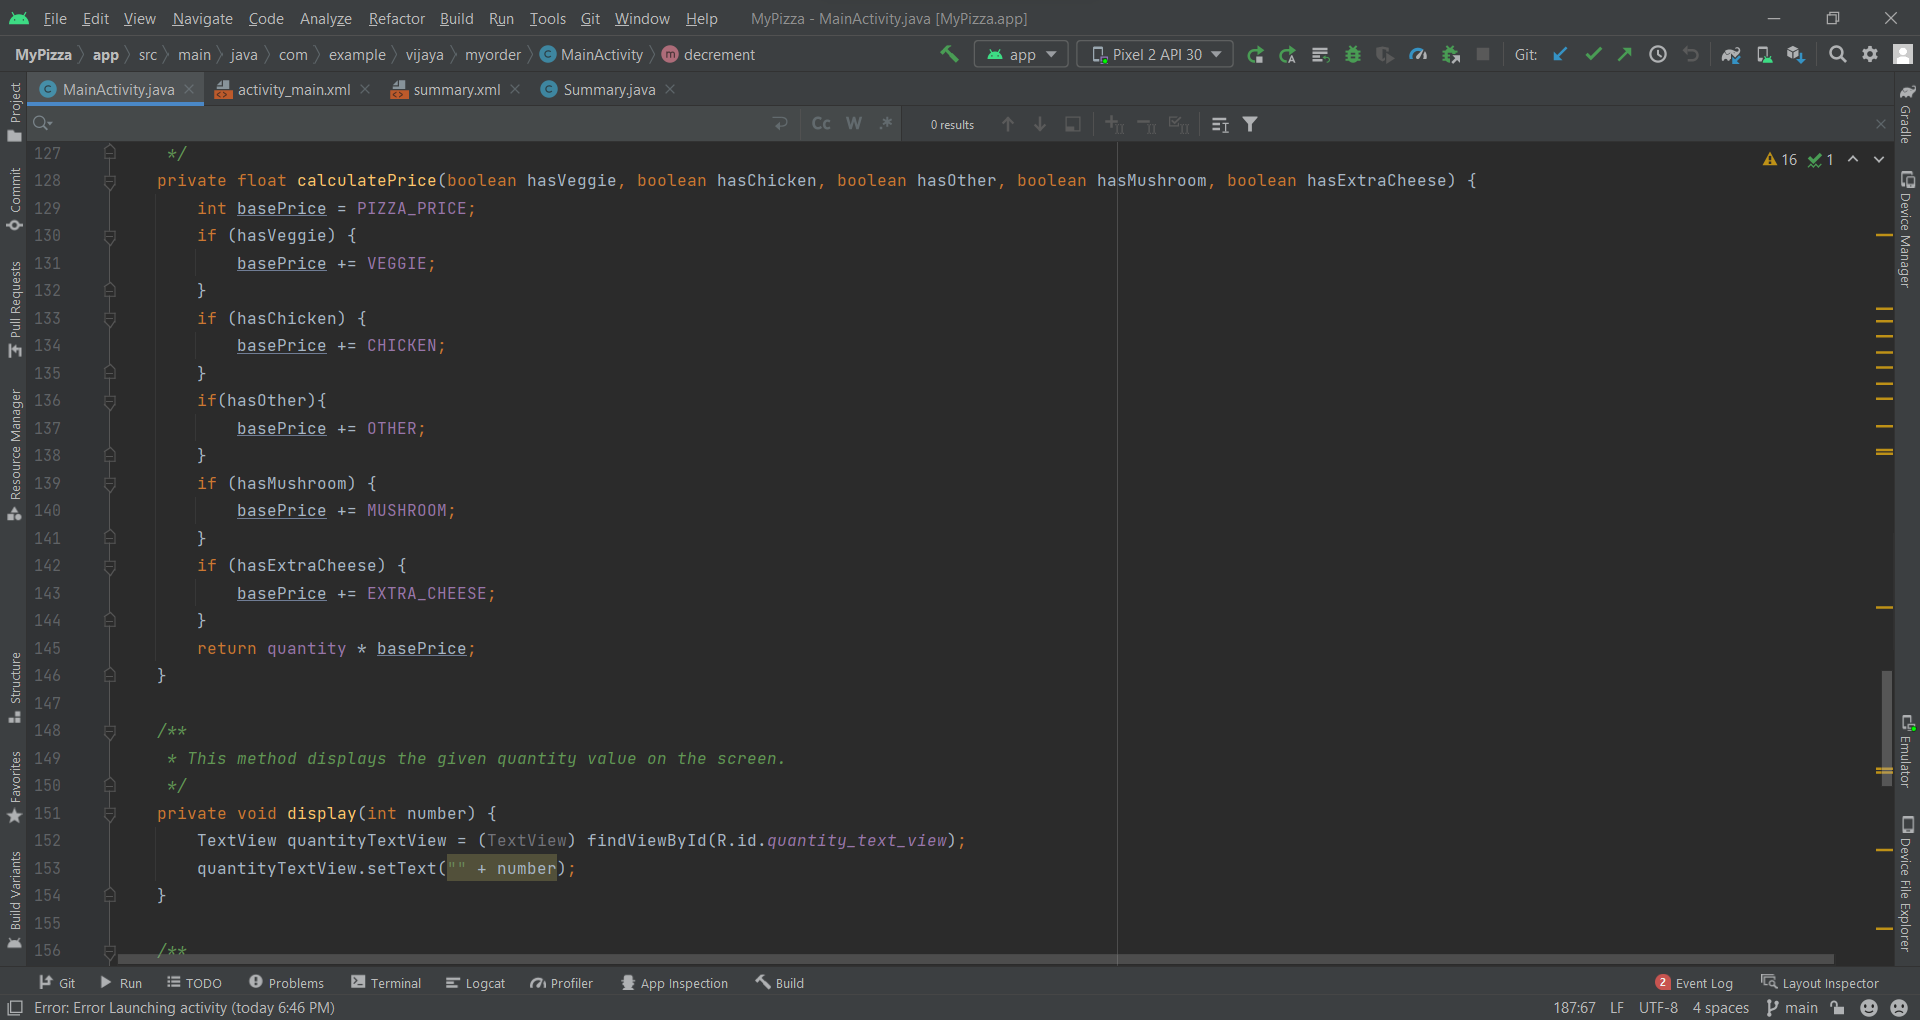 File Edit View Navigate Code Analyze Refactor Build Run Tools Git Window Help MyPizza - MainActivity.java [MyPizza.app]
MyPizza app src main java com example vijaya myorder MainActivity decrement app Pixel 2 API 30 Git:
MainActivity.java activity_main.xml summary.xml Summary.java
Cc W .* 0 results
16 1
127 */
128 private float calculatePrice(boolean hasVeggie, boolean hasChicken, boolean hasOther, boolean hasMushroom, boolean hasExtraCheese) {
129 int basePrice = PIZZA_PRICE;
130 if (hasVeggie) {
131 basePrice += VEGGIE;
132 }
133 if (hasChicken) {
134 basePrice += CHICKEN;
135 }
136 if(hasOther){
137 basePrice += OTHER;
138 }
139 if (hasMushroom) {
140 basePrice += MUSHROOM;
141 }
142 if (hasExtraCheese) {
143 basePrice += EXTRA_CHEESE;
144 }
145 return quantity * basePrice;
146 }
147
148 /**
149 * This method displays the given quantity value on the screen.
150 */
151 private void display(int number) {
152 TextView quantityTextView = (TextView) findViewById(R.id.quantity_text_view);
153 quantityTextView.setText("" + number);
154 }
155
156 /**
Project
Commit
Pull Requests
Resource Manager
Structure
Favorites
Build Variants
Gradle
Device Manager
Emulator
Device File Explorer
Git Run TODO Problems Terminal Logcat Profiler App Inspection Build 2 Event Log Layout Inspector
Error: Error Launching activity (today 6:46 PM) 187:67 LF UTF-8 4 spaces main